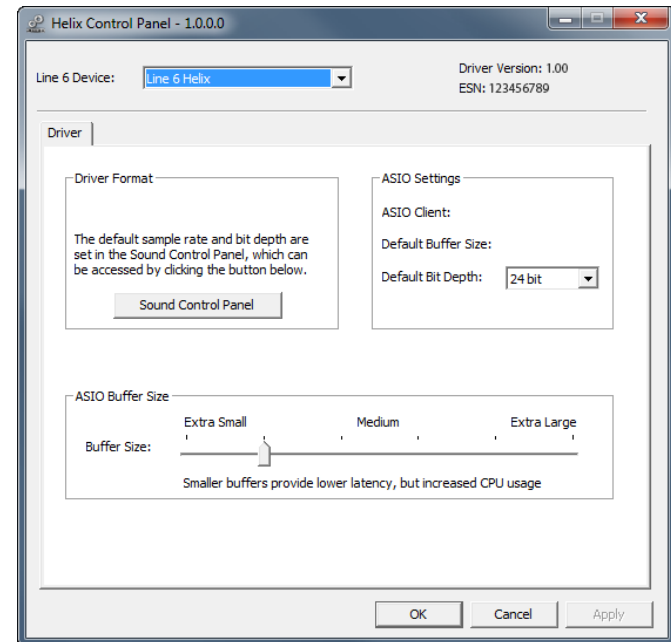 Helix Control Panel - 1.0.0.0
Line 6 Device:
Line 6 Helix
Driver Version: 1.00
ESN: 123456789
Driver
Driver Format
The default sample rate and bit depth are
set in the Sound Control Panel, which can
be accessed by clicking the button below.
Sound Control Panel
ASIO Settings
ASIO Client:
Default Buffer Size:
Default Bit Depth:
24 bit
ASIO Buffer Size
Extra Small
Medium
Extra Large
Buffer Size:
Smaller buffers provide lower latency, but increased CPU usage
OK
Cancel
Apply